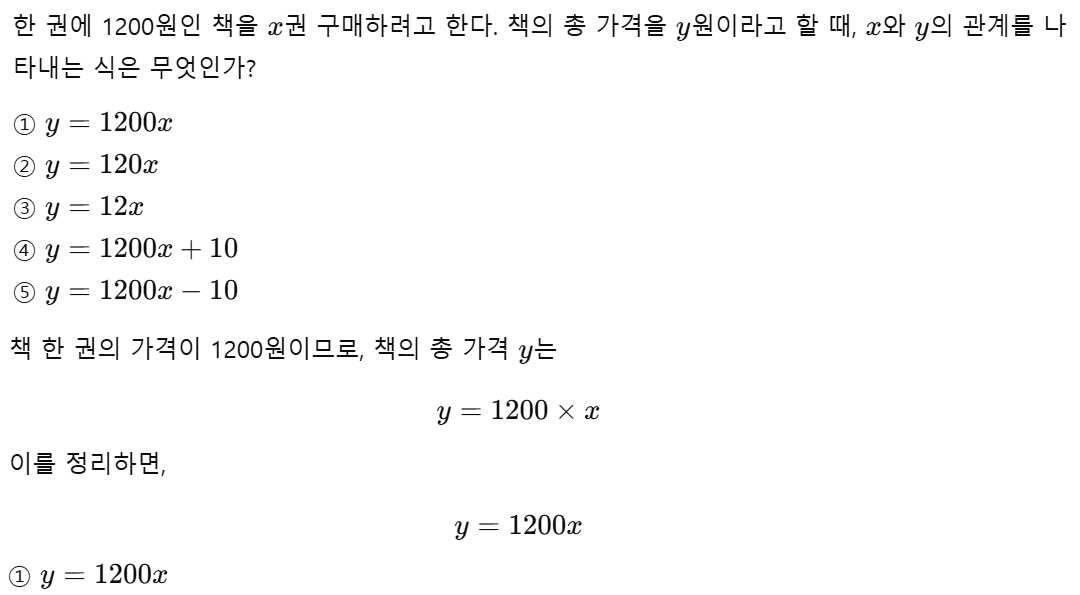 한 권에 1200원인 책을 x권 구매하려고 한다. 책의 총 가격을 y원이라고 할 때, x와 y의 관계를 나
타내는 식은 무엇인가?
① y = 1200x
② y = 120x
③ y = 12x
④ y = 1200x + 10
⑤ y = 1200x − 10
책 한 권의 가격이 1200원이므로, 책의 총 가격 y는
y = 1200 × x
이를 정리하면,
y = 1200x
① y = 1200x